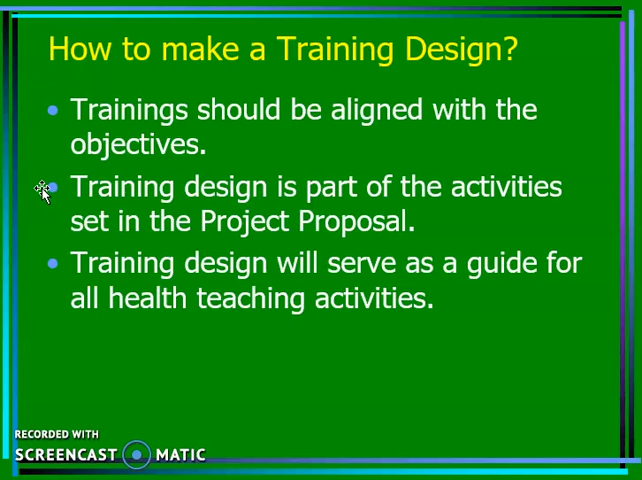 How to make a Training Design?
• Trainings should be aligned with the
objectives.
• Training design is part of the activities
set in the Project Proposal.
• Training design will serve as a guide for
all health teaching activities.
RECORDED WITH
SCREENCAST MATIC